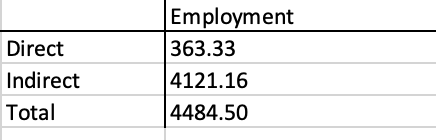 Employment
Direct 363.33
Indirect 4121.16
Total 4484.50